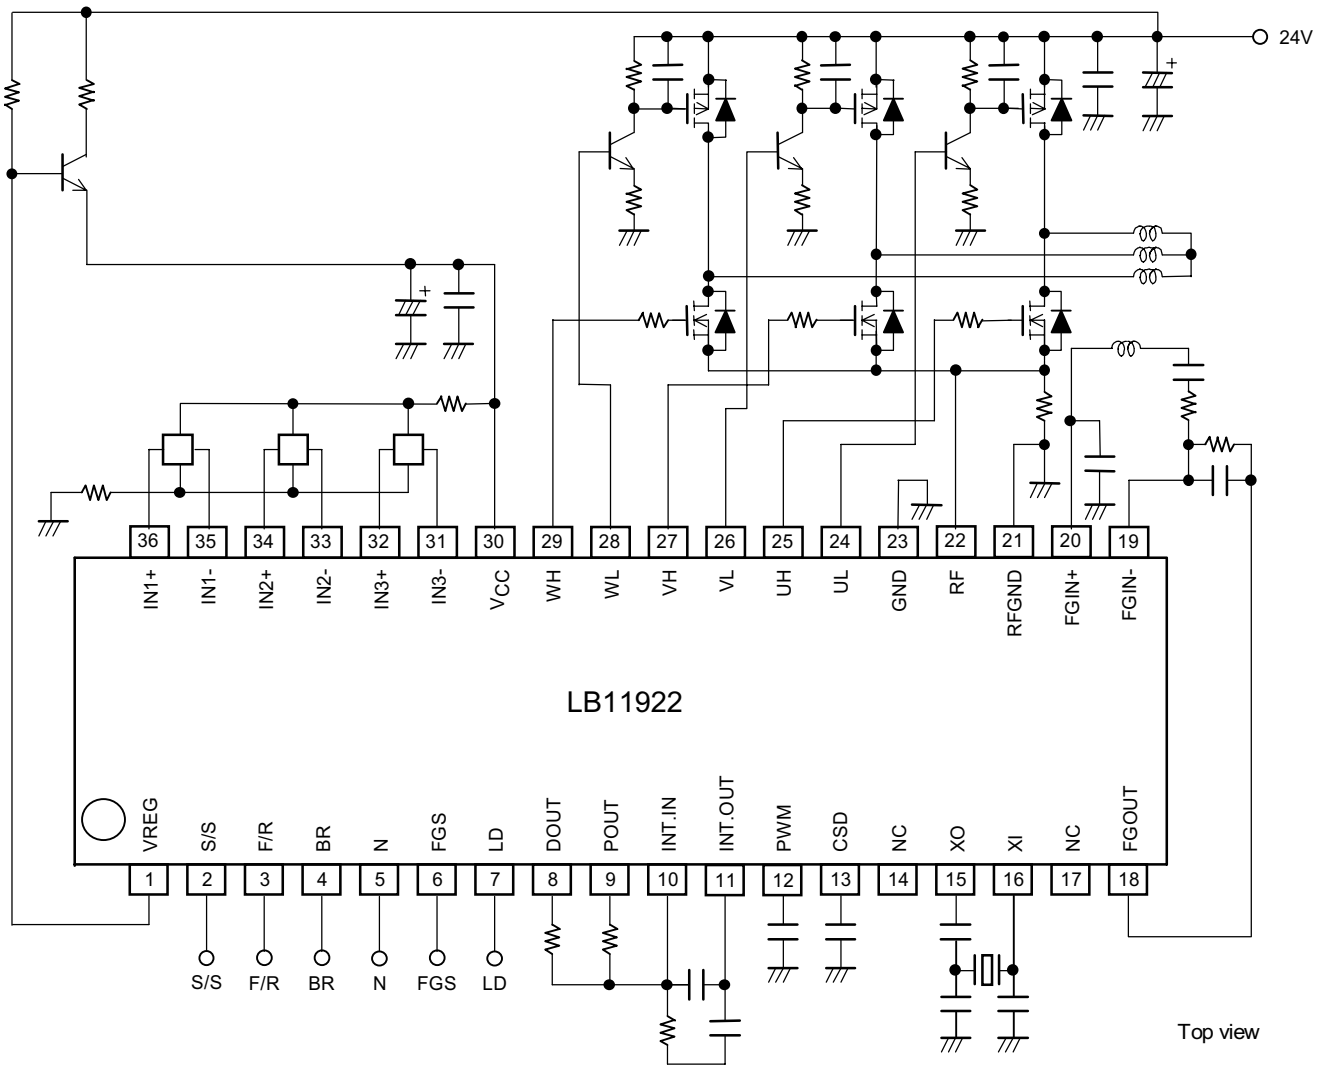 24V
+
+
36 35 34 33 32 31 30 29 28 27 26 25 24 23 22 21 20 19
IN1+ IN1- IN2+ IN2- IN3+ IN3- VCC WH WL VH VL UH UL GND RF RFGND FGIN+ FGIN-
LB11922
VREG S/S F/R BR N FGS LD DOUT POUT INT.IN INT.OUT PWM CSD NC XO XI NC FGOUT
1 2 3 4 5 6 7 8 9 10 11 12 13 14 15 16 17 18
S/S F/R BR N FGS LD
Top view